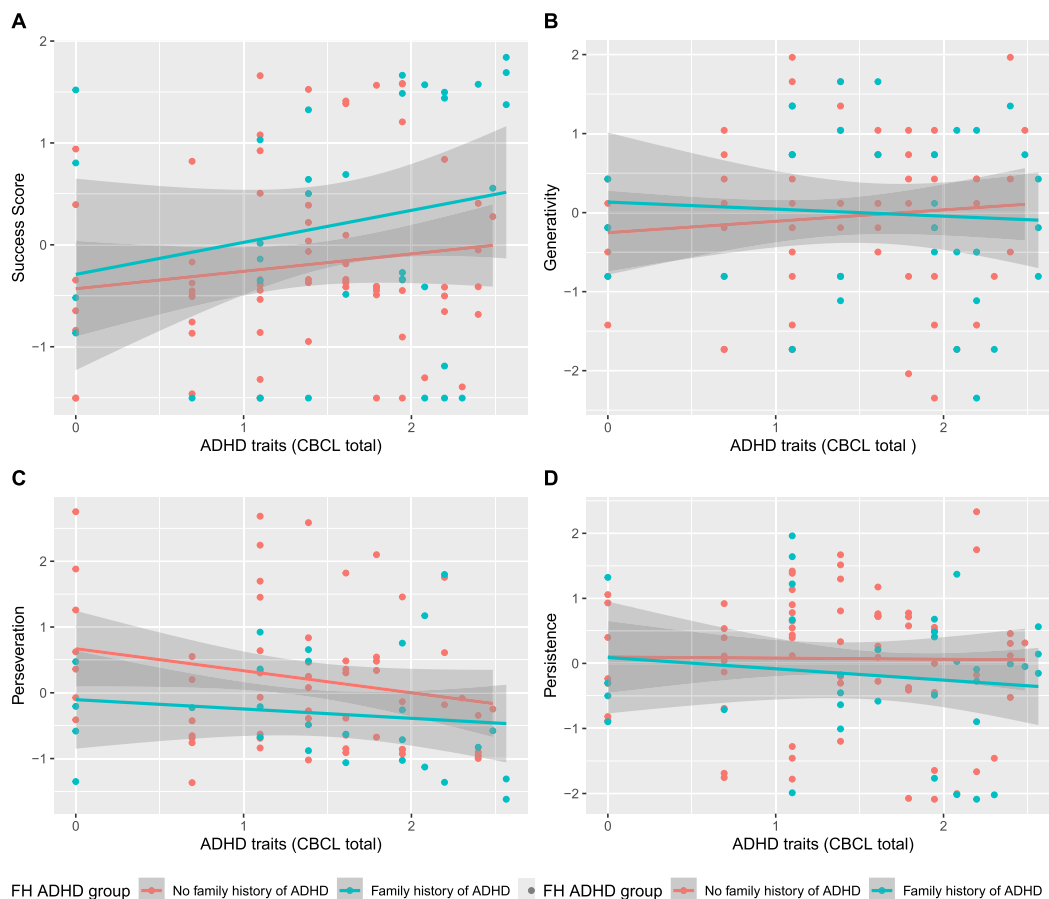 A
Success Score
2
1
0
−1
0
1
2
ADHD traits (CBCL total)
B
Generativity
2
1
0
−1
−2
0
1
2
ADHD traits (CBCL total )
C
Perseveration
2
1
0
−1
0
1
2
ADHD traits (CBCL total)
D
Persistence
2
1
0
−1
−2
0
1
2
ADHD traits (CBCL total)
FH ADHD group No family history of ADHD Family history of ADHD FH ADHD group No family history of ADHD Family history of ADHD